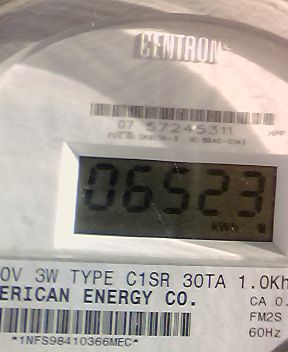 CENTRON
07 57245311
06523
kWh
0V 3W TYPE C1SR 30TA 1.0Kh
ERICAN ENERGY CO.
CA 0.
FM2S
60Hz
*1NFS98410366MEC*